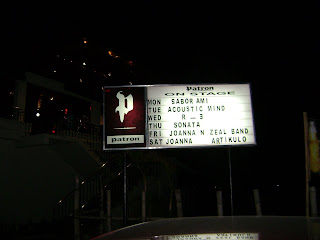 P
patron
Patron
ON STAGE
MON SABOR AMI
TUE ACOUSTIC MIND
WED R - 3
THU SONATA
FRI JOANNA N ZEAL BAND
SAT JOANNA ARTIKULO